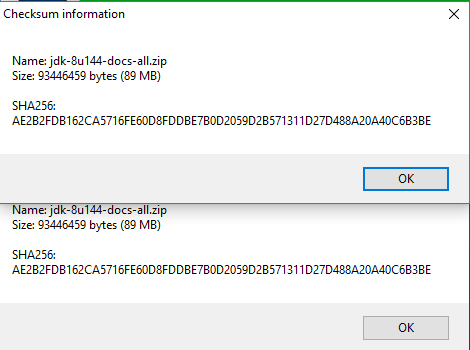 Checksum information
Name: jdk-8u144-docs-all.zip
Size: 93446459 bytes (89 MB)
SHA256:
AE2B2FDB162CA5716FE60D8FDDBE7B0D2059D2B571311D27D488A20A40C6B3BE
OK
Name: jdk-8u144-docs-all.zip
Size: 93446459 bytes (89 MB)
SHA256:
AE2B2FDB162CA5716FE60D8FDDBE7B0D2059D2B571311D27D488A20A40C6B3BE
OK